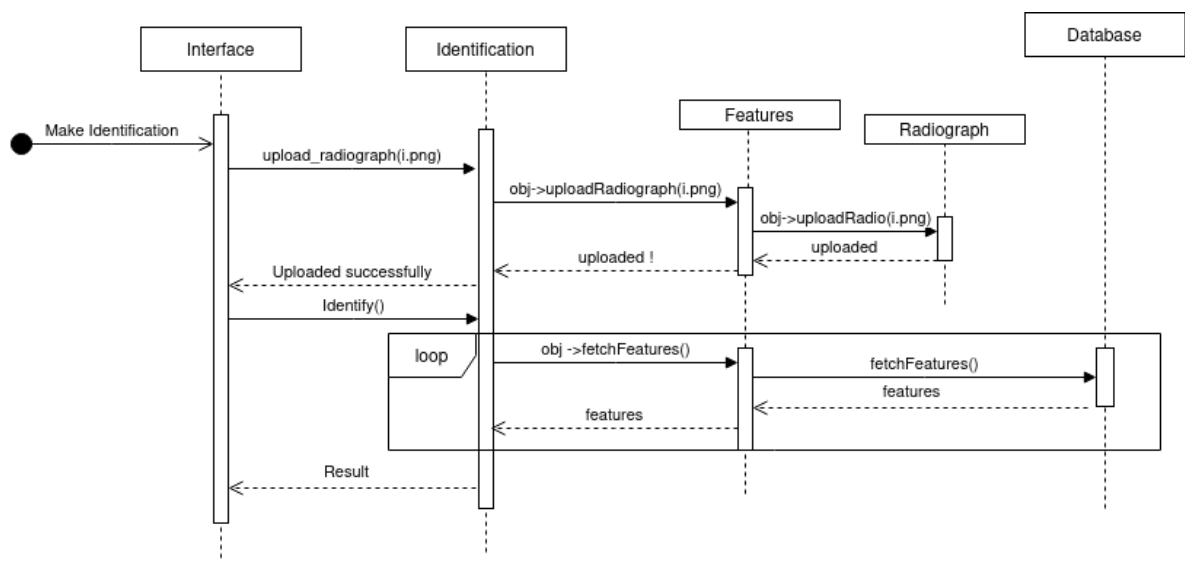 Interface
Identification
Features
Radiograph
Database
Make Identification
upload_radiograph(i.png)
obj->uploadRadiograph(i.png)
obj->uploadRadio(i.png)
uploaded
uploaded !
Uploaded successfully
Identify()
loop
obj ->fetchFeatures()
fetchFeatures()
features
features
Result